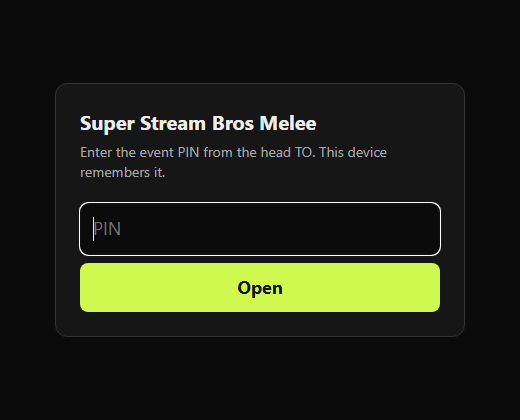 Super Stream Bros Melee
Enter the event PIN from the head TO. This device
remembers it.
PIN
Open